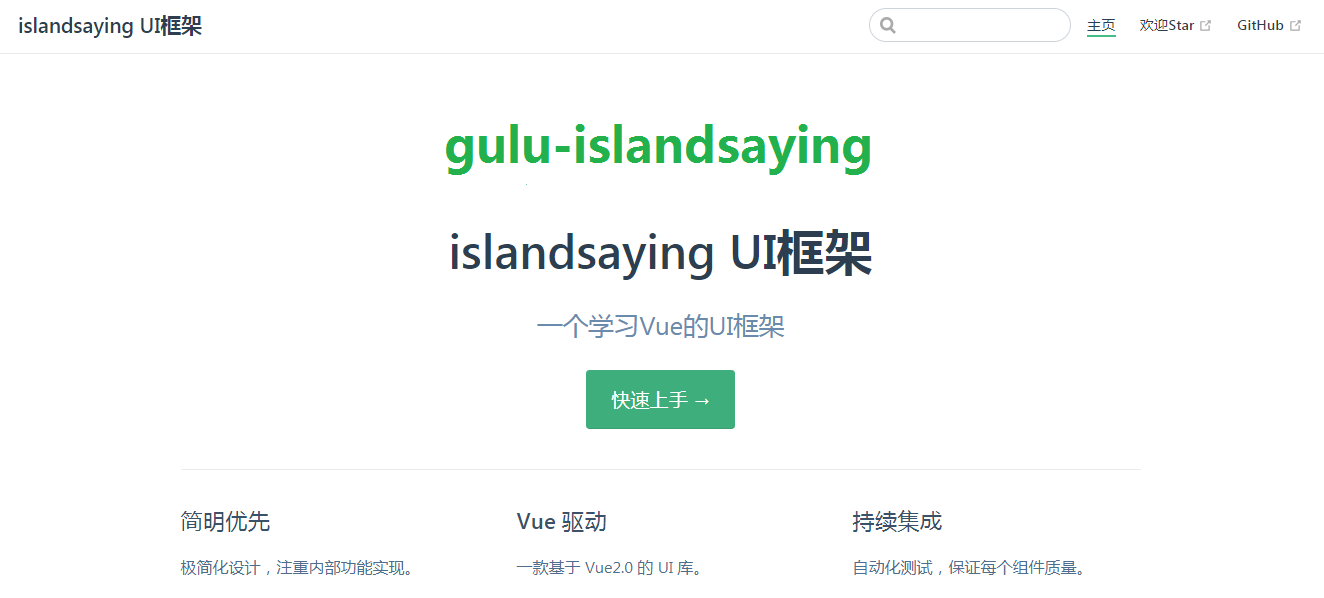 islandsaying UI框架
主页 欢迎Star GitHub
gulu-islandsaying
islandsaying UI框架
一个学习Vue的UI框架
快速上手 →
简明优先 Vue 驱动 持续集成
极简化设计，注重内部功能实现。 一款基于 Vue2.0 的 UI 库。 自动化测试，保证每个组件质量。